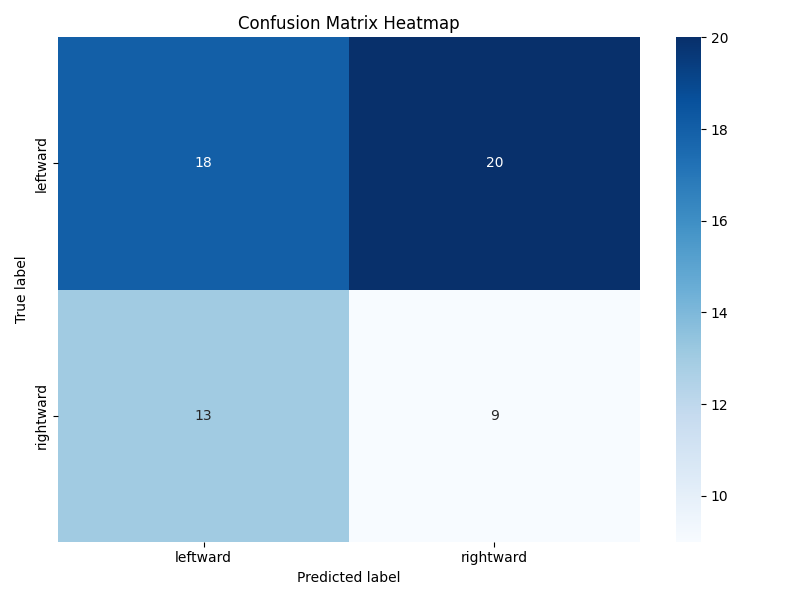 Confusion Matrix Heatmap
True label
leftward
rightward
18
20
13
9
leftward
rightward
Predicted label
20
18
16
14
12
10